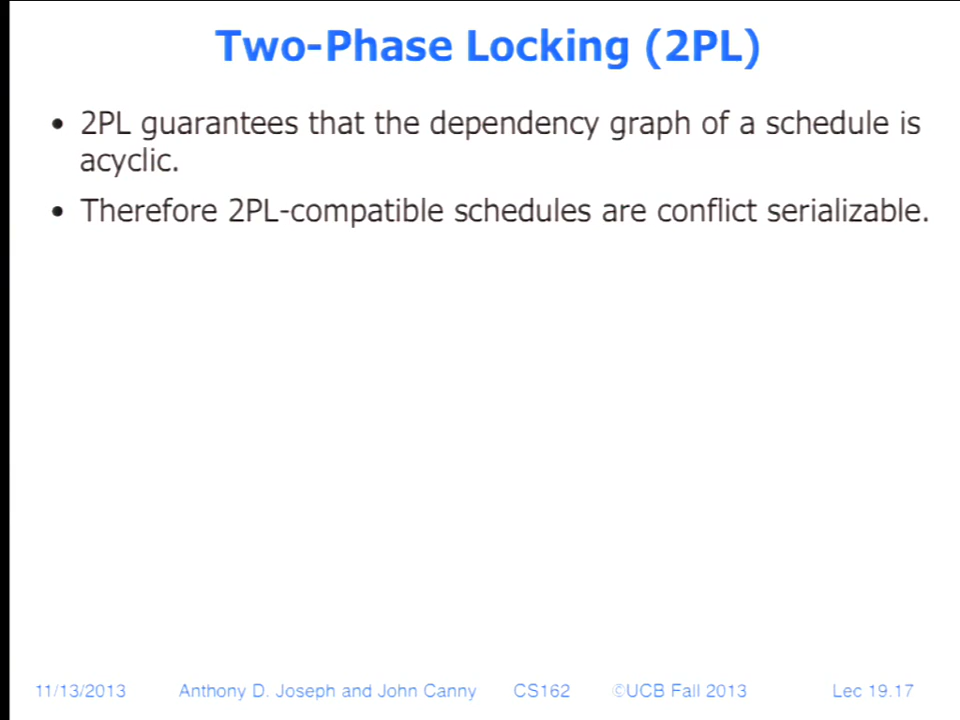 Two-Phase Locking (2PL)
• 2PL guarantees that the dependency graph of a schedule is
acyclic.
• Therefore 2PL-compatible schedules are conflict serializable.
11/13/2013 Anthony D. Joseph and John Canny CS162 ©UCB Fall 2013 Lec 19.17